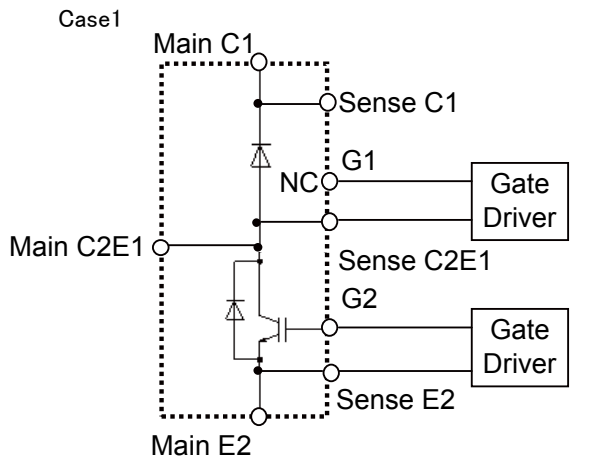 Case1
Main C1
Sense C1
G1
NC
Gate
Driver
Main C2E1
Sense C2E1
G2
Gate
Driver
Sense E2
Main E2